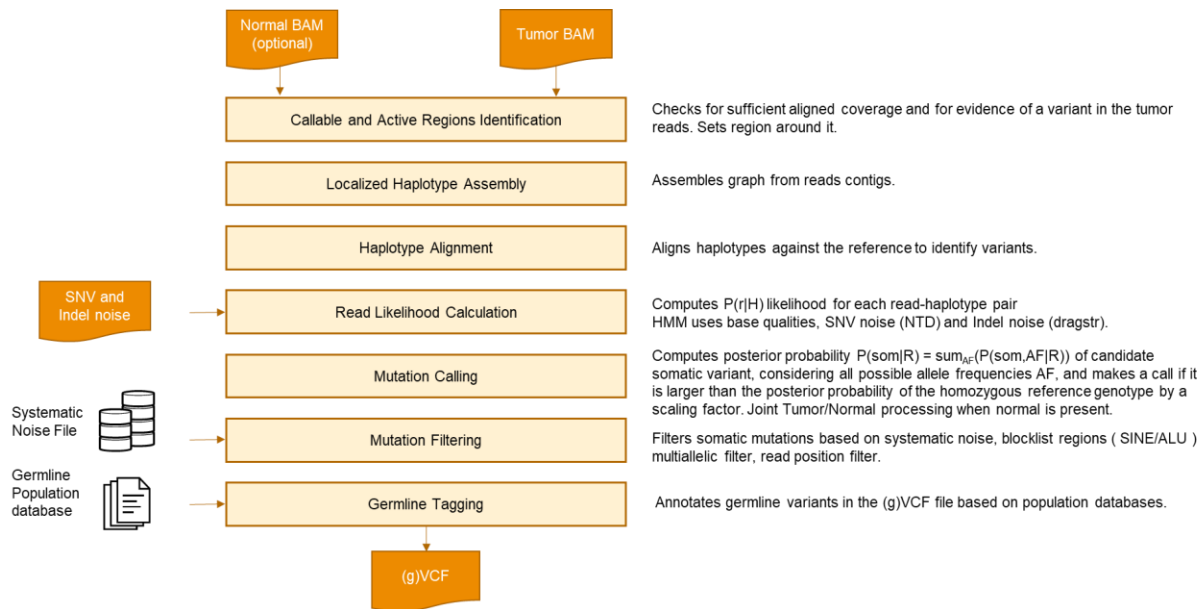 Normal BAM
(optional)
Tumor BAM
Callable and Active Regions Identification
Checks for sufficient aligned coverage and for evidence of a variant in the tumor
reads. Sets region around it.
Localized Haplotype Assembly
Assembles graph from reads contigs.
Haplotype Alignment
Aligns haplotypes against the reference to identify variants.
SNV and
Indel noise
Read Likelihood Calculation
Computes P(r|H) likelihood for each read-haplotype pair
HMM uses base qualities, SNV noise (NTD) and Indel noise (dragstr).
Mutation Calling
Computes posterior probability P(som|R) = sumAF(P(som,AF|R)) of candidate
somatic variant, considering all possible allele frequencies AF, and makes a call if it
is larger than the posterior probability of the homozygous reference genotype by a
scaling factor. Joint Tumor/Normal processing when normal is present.
Systematic
Noise File
Mutation Filtering
Filters somatic mutations based on systematic noise, blocklist regions ( SINE/ALU )
multiallelic filter, read position filter.
Germline
Population
database
Germline Tagging
Annotates germline variants in the (g)VCF file based on population databases.
(g)VCF